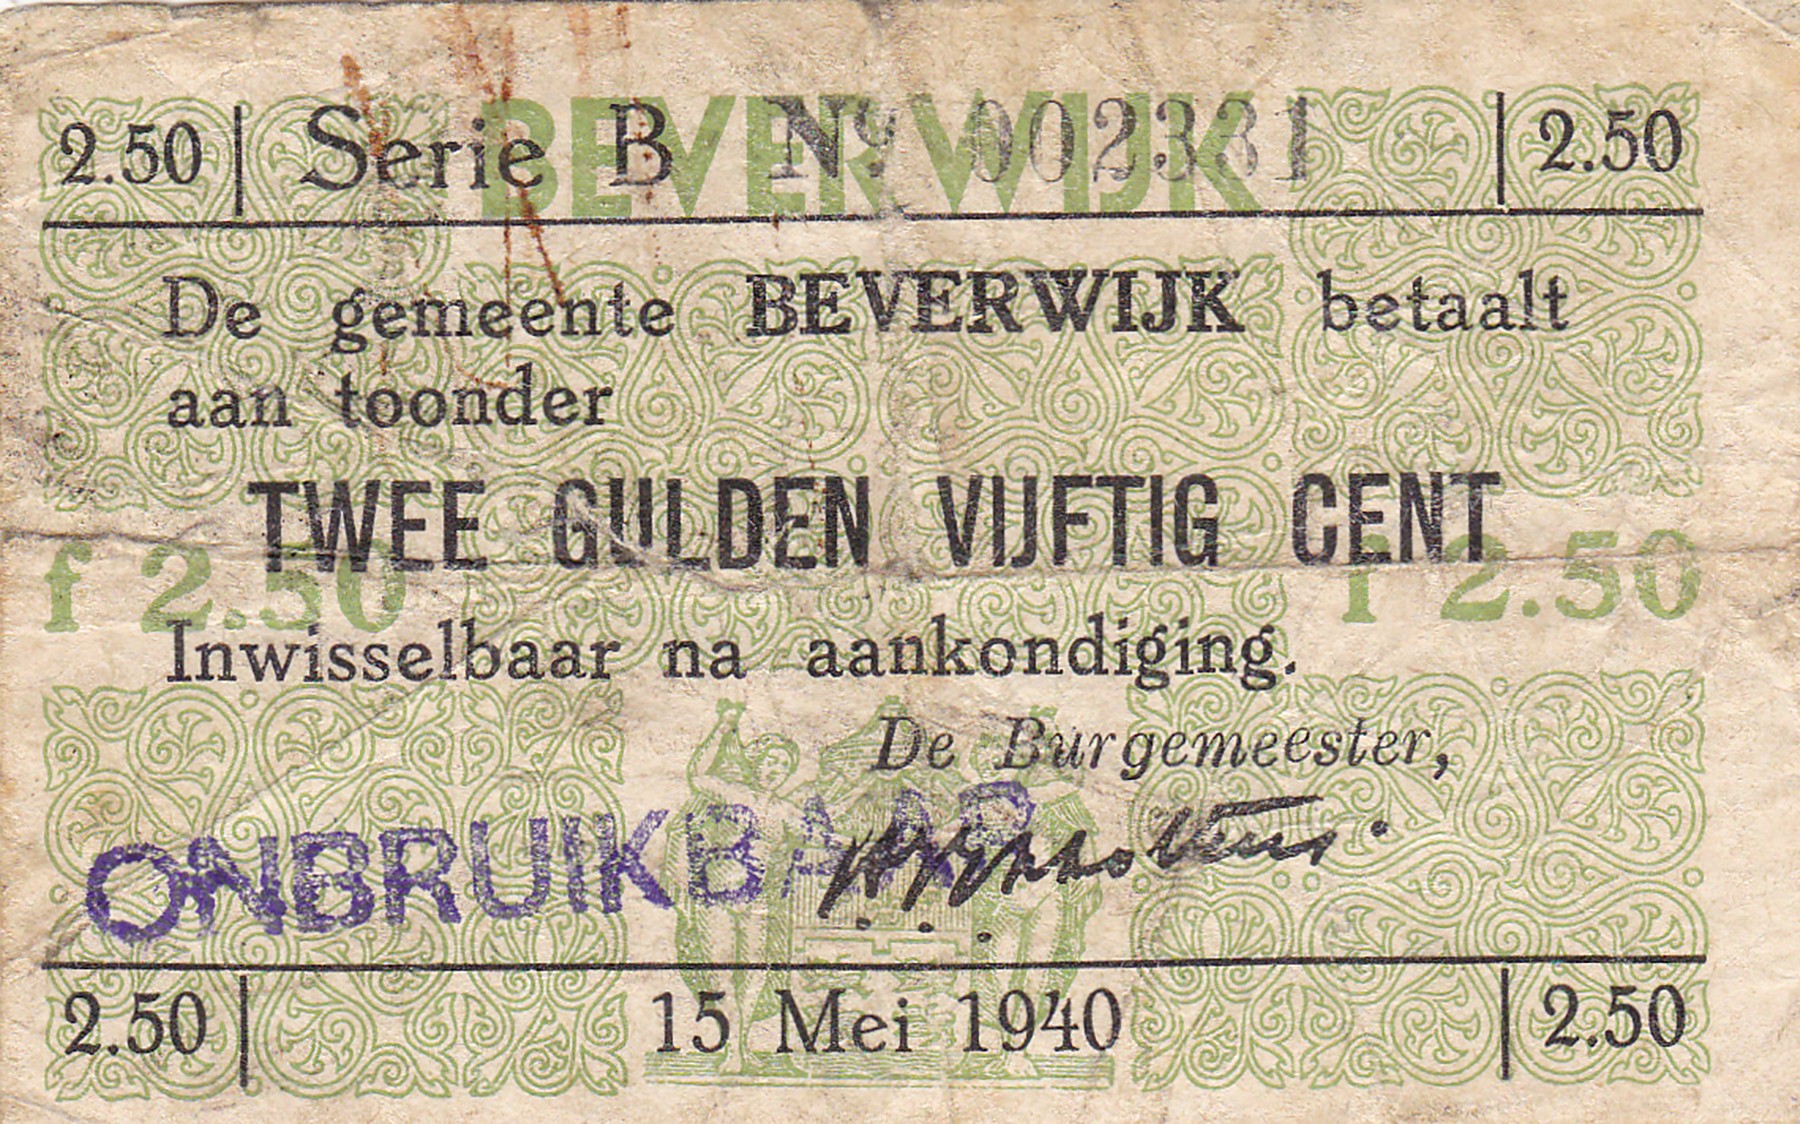 BEVERWIJK
2.50 Serie B Nº 002331 2.50
De gemeente BEVERWIJK betaalt
aan toonder
TWEE GULDEN VIJFTIG CENT
f 2.50 f 2.50
Inwisselbaar na aankondiging.
De Burgemeester,
ONBRUIKBAAR
2.50 15 Mei 1940 2.50